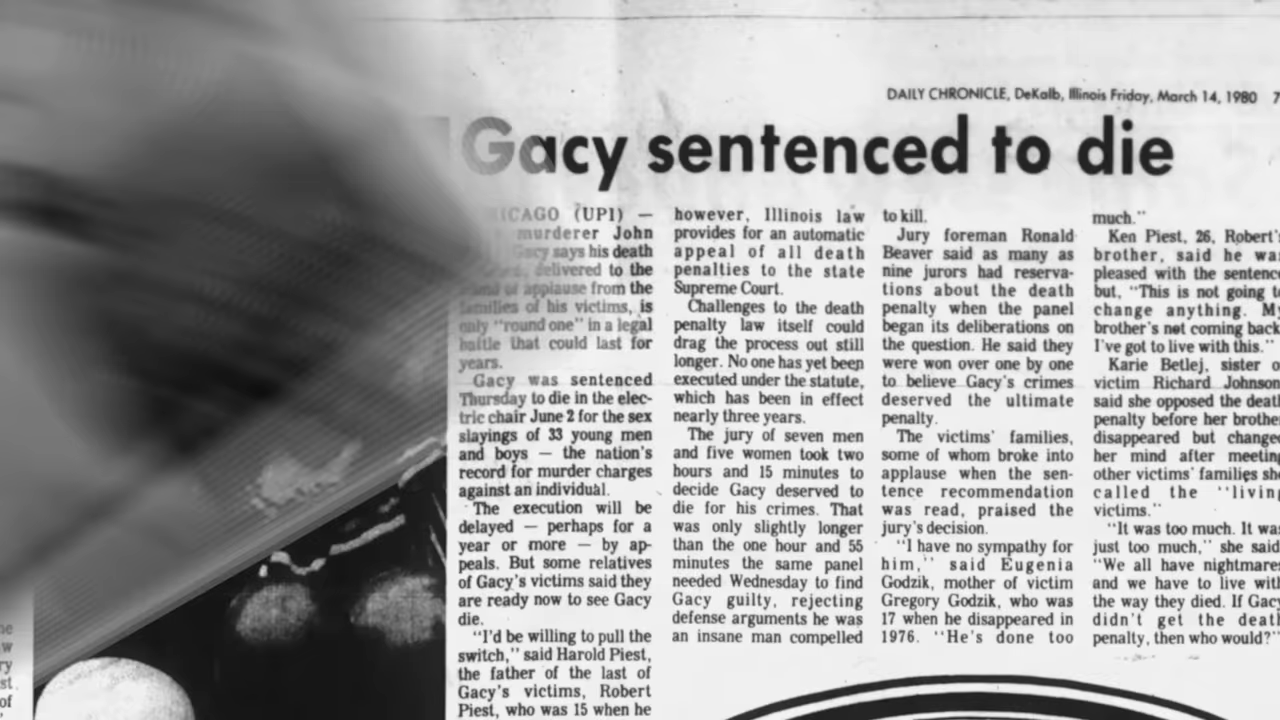 DAILY CHRONICLE, DeKalb, Illinois Friday, March 14, 1980 7
Gacy sentenced to die
CAGO (UPI) —
murderer John
Gacy says his death
delivered to the
of applause from the
families of his victims, is
only "round one" in a legal
battle that could last for
years.
Gacy was sentenced
Thursday to die in the elec-
tric chair June 2 for the sex
slayings of 33 young men
and boys — the nation's
record for murder charges
against an individual.
The execution will be
delayed — perhaps for a
year or more — by ap-
peals. But some relatives
of Gacy's victims said they
are ready now to see Gacy
die.
"I'd be willing to pull the
switch," said Harold Piest,
the father of the last of
Gacy's victims, Robert
Piest, who was 15 when he
however, Illinois law
provides for an automatic
appeal of all death
penalties to the state
Supreme Court.
Challenges to the death
penalty law itself could
drag the process out still
longer. No one has yet been
executed under the statute,
which has been in effect
nearly three years.
The jury of seven men
and five women took two
hours and 15 minutes to
decide Gacy deserved to
die for his crimes. That
was only slightly longer
than the one hour and 55
minutes the same panel
needed Wednesday to find
Gacy guilty, rejecting
defense arguments he was
an insane man compelled
to kill.
Jury foreman Ronald
Beaver said as many as
nine jurors had reserva-
tions about the death
penalty when the panel
began its deliberations on
the question. He said they
were won over one by one
to believe Gacy's crimes
deserved the ultimate
penalty.
The victims' families,
some of whom broke into
applause when the sen-
tence recommendation
was read, praised the
jury's decision.
"I have no sympathy for
him," said Eugenia
Godzik, mother of victim
Gregory Godzik, who was
17 when he disappeared in
1976. "He's done too
much."
Ken Piest, 26, Robert's
brother, said he was
pleased with the sentence
but, "This is not going to
change anything. My
brother's not coming back.
I've got to live with this."
Karie Betlej, sister o
victim Richard Johnson
said she opposed the death
penalty before her brothe
disappeared but change
her mind after meeting
other victims' families she
called the "living
victims."
"It was too much. It was
just too much," she said
"We all have nightmares
and we have to live with
the way they died. If Gacy
didn't get the death
penalty, then who would?"